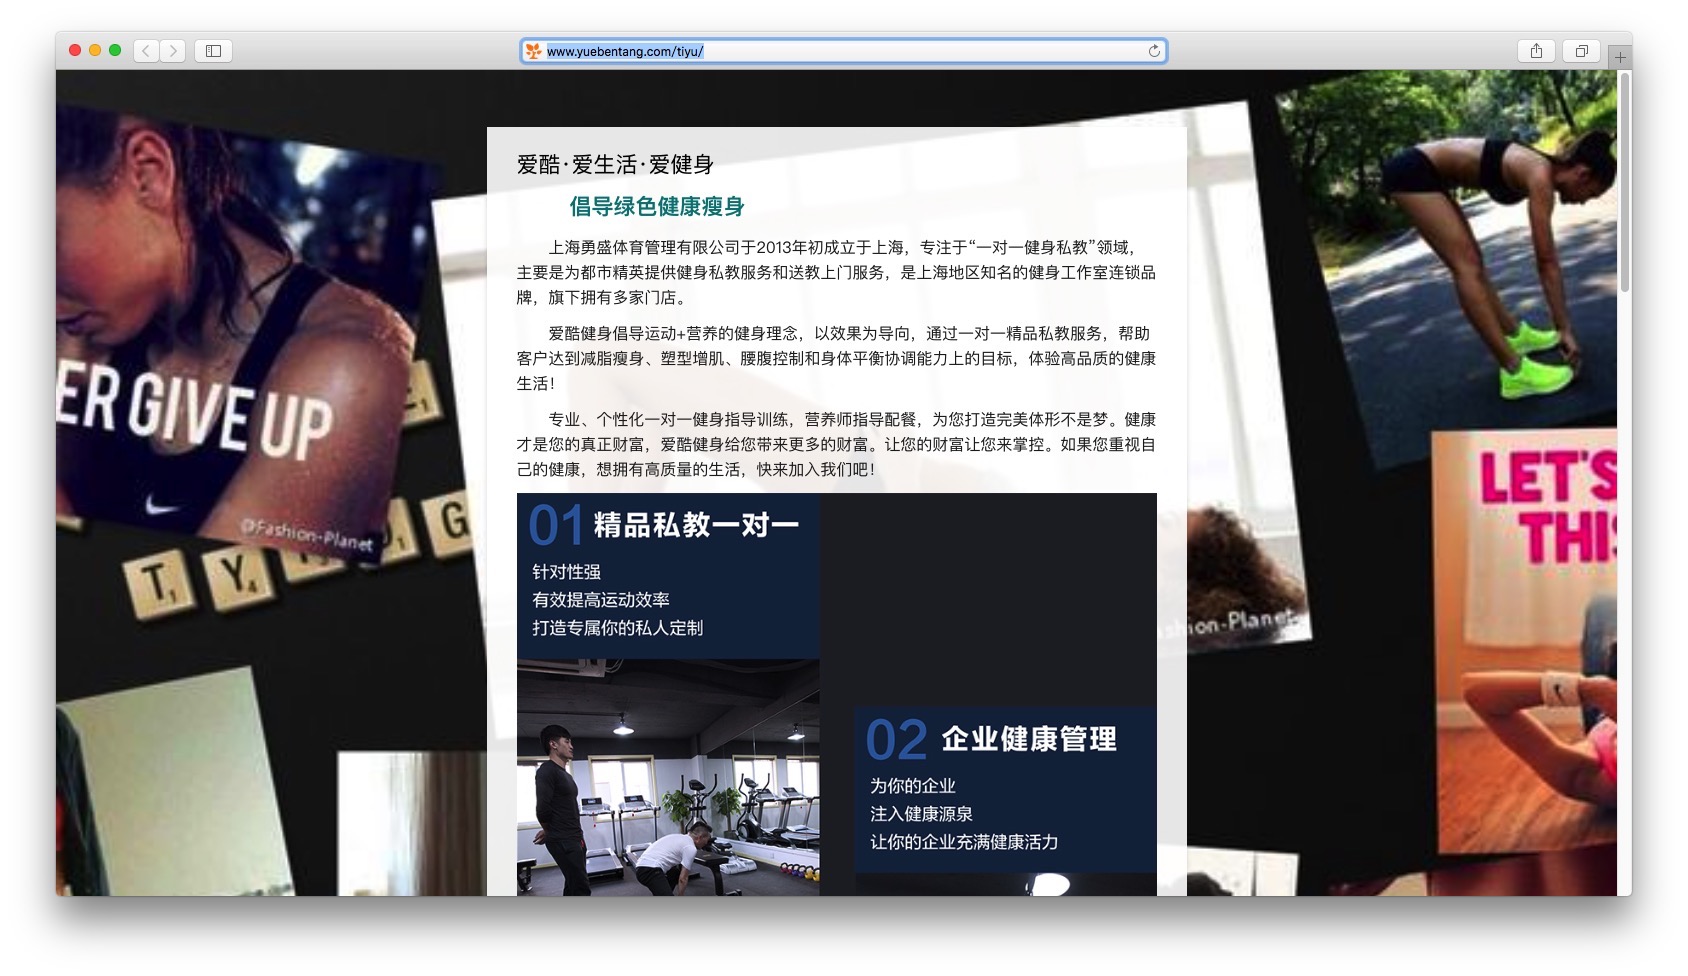 www.yuebentang.com/tiyu/
爱酷·爱生活·爱健身
倡导绿色健康瘦身
上海勇盛体育管理有限公司于2013年初成立于上海，专注于“一对一健身私教”领域，
主要是为都市精英提供健身私教服务和送教上门服务，是上海地区知名的健身工作室连锁品
牌，旗下拥有多家门店。
爱酷健身倡导运动+营养的健身理念，以效果为导向，通过一对一精品私教服务，帮助
客户达到减脂瘦身、塑型增肌、腰腹控制和身体平衡协调能力上的目标，体验高品质的健康
生活！
专业、个性化一对一健身指导训练，营养师指导配餐，为您打造完美体形不是梦。健康
才是您的真正财富，爱酷健身给您带来更多的财富。让您的财富让您来掌控。如果您重视自
己的健康，想拥有高质量的生活，快来加入我们吧！
01 精品私教一对一
针对性强
有效提高运动效率
打造专属你的私人定制
02 企业健康管理
为你的企业
注入健康源泉
让你的企业充满健康活力
ER GIVE UP
@Fashion-Planet
G
T Y
shion-Planet
LET'S
THIS